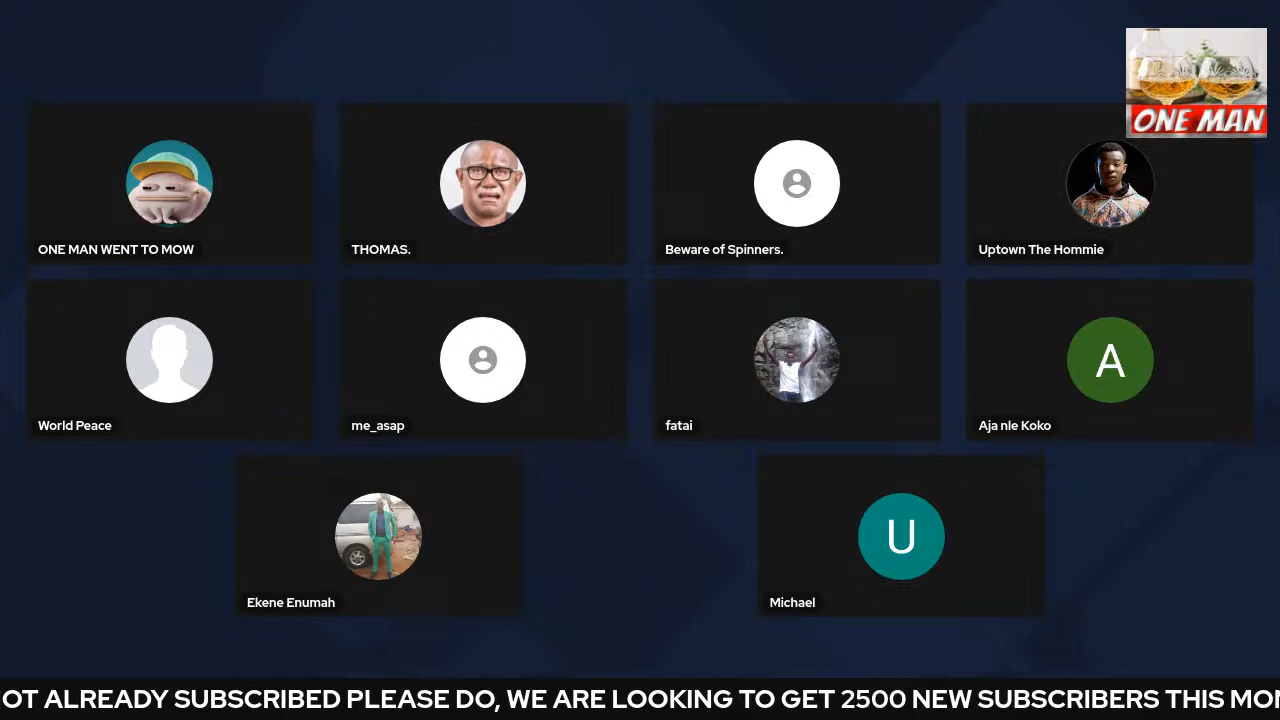 ONE MAN
ONE MAN WENT TO MOW
THOMAS.
Beware of Spinners.
Uptown The Hommie
World Peace
me_asap
fatai
A
Aja nle Koko
Ekene Enumah
U
Michael
OT ALREADY SUBSCRIBED PLEASE DO, WE ARE LOOKING TO GET 2500 NEW SUBSCRIBERS THIS MO